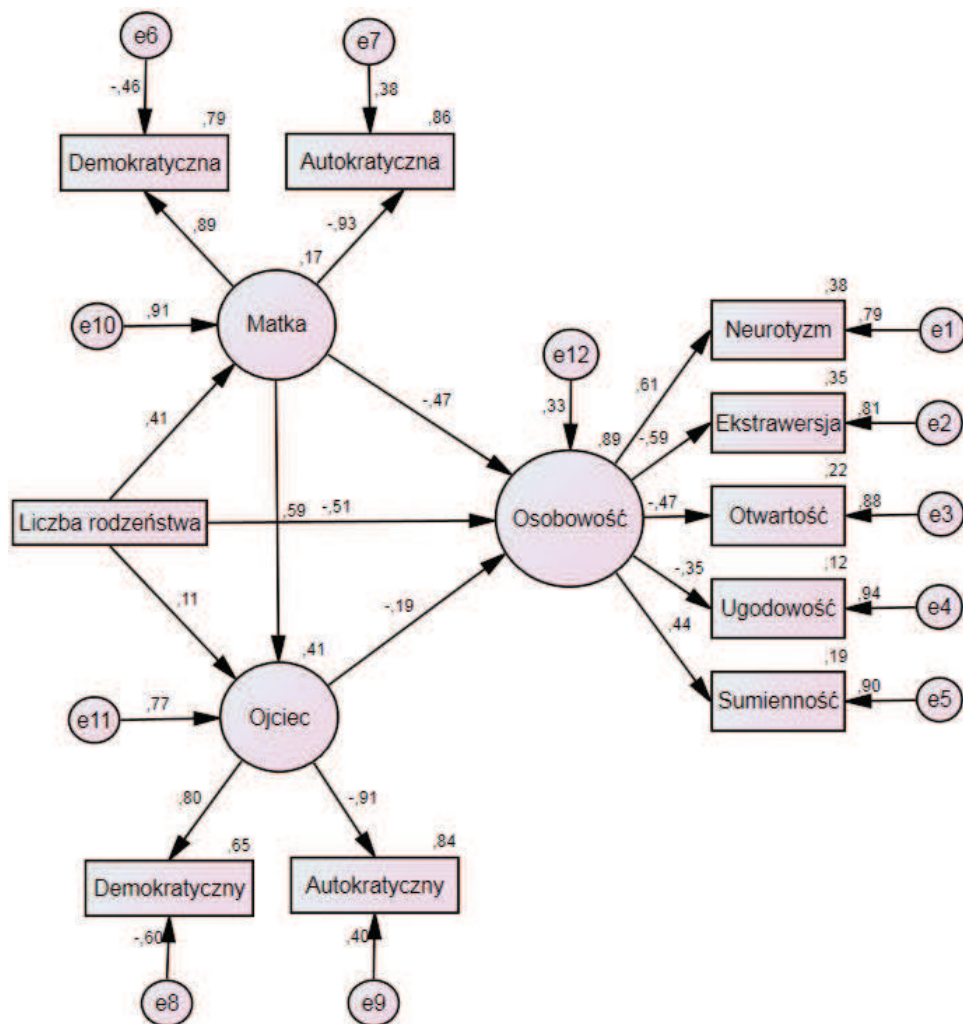 e6
e7
-,46
,38
,79
,86
Demokratyczna
Autokratyczna
,89
-,93
,17
,38
e10
,91
Matka
Neurotyzm
,79
e1
e12
,35
,61
-,47
,41
,33
,89
-,59
Ekstrawersja
,81
e2
,22
Liczba rodzeństwa
,59
-,51
Osobowość
-,47
Otwartość
,88
e3
,12
-,35
,11
-,19
,44
Ugodowość
,94
e4
,41
,19
e11
,77
Ojciec
Sumienność
,90
e5
,80
-,91
,65
,84
Demokratyczny
Autokratyczny
-,60
,40
e8
e9